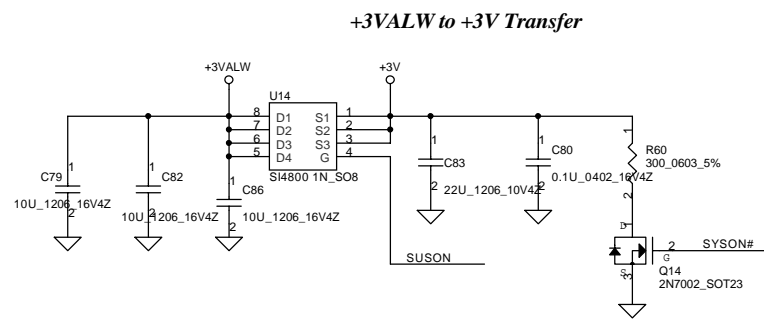 +3VALW to +3V Transfer
+3VALW
+3V
U14
8 D1 S1 1
7 D2 S2 2
6 D3 S3 3
5 D4 G 4
SI4800 1N_SO8
1
C79
2
10U_1206_16V4Z
1
C82
2
10U_1206_16V4Z
1
C86
2
10U_1206_16V4Z
1
C83
2
22U_1206_10V4Z
1
C80
2
0.1U_0402_16V4Z
1
R60
300_0603_5%
2
D 1
2 G
S 3
SYSON#
Q14
2N7002_SOT23
SUSON